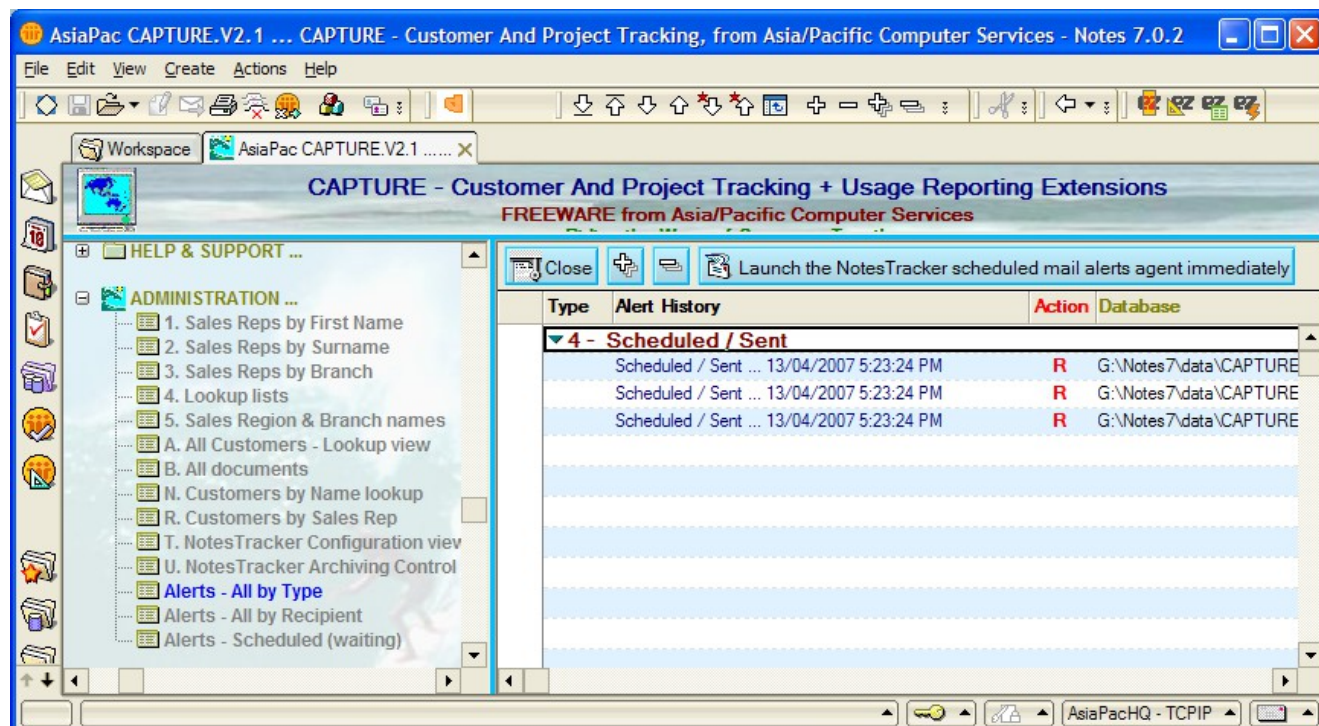 AsiaPac CAPTURE.V2.1 ... CAPTURE - Customer And Project Tracking, from Asia/Pacific Computer Services - Notes 7.0.2
File Edit View Create Actions Help
Workspace AsiaPac CAPTURE.V2.1 ......
CAPTURE - Customer And Project Tracking + Usage Reporting Extensions
FREEWARE from Asia/Pacific Computer Services
HELP & SUPPORT ...
ADMINISTRATION ...
1. Sales Reps by First Name
2. Sales Reps by Surname
3. Sales Reps by Branch
4. Lookup lists
5. Sales Region & Branch names
A. All Customers - Lookup view
B. All documents
N. Customers by Name lookup
R. Customers by Sales Rep
T. NotesTracker Configuration view
U. NotesTracker Archiving Control
Alerts - All by Type
Alerts - All by Recipient
Alerts - Scheduled (waiting)
Close Launch the NotesTracker scheduled mail alerts agent immediately
Type Alert History Action Database
4 - Scheduled / Sent
Scheduled / Sent ... 13/04/2007 5:23:24 PM R G:\Notes7\data\CAPTURE
Scheduled / Sent ... 13/04/2007 5:23:24 PM R G:\Notes7\data\CAPTURE
Scheduled / Sent ... 13/04/2007 5:23:24 PM R G:\Notes7\data\CAPTURE
AsiaPacHQ - TCPIP